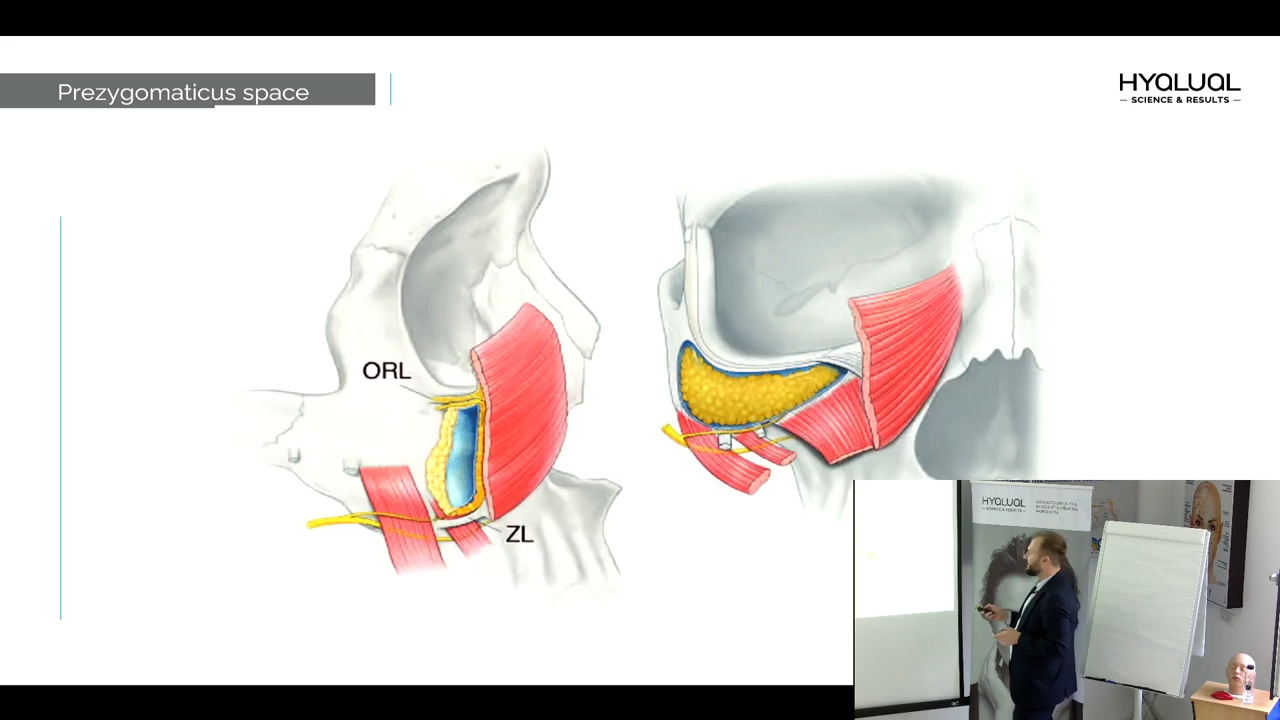 Prezygomaticus space
HYALUAL
— SCIENCE & RESULTS —
ORL
ZL
HYALUAL
— SCIENCE & RESULTS —